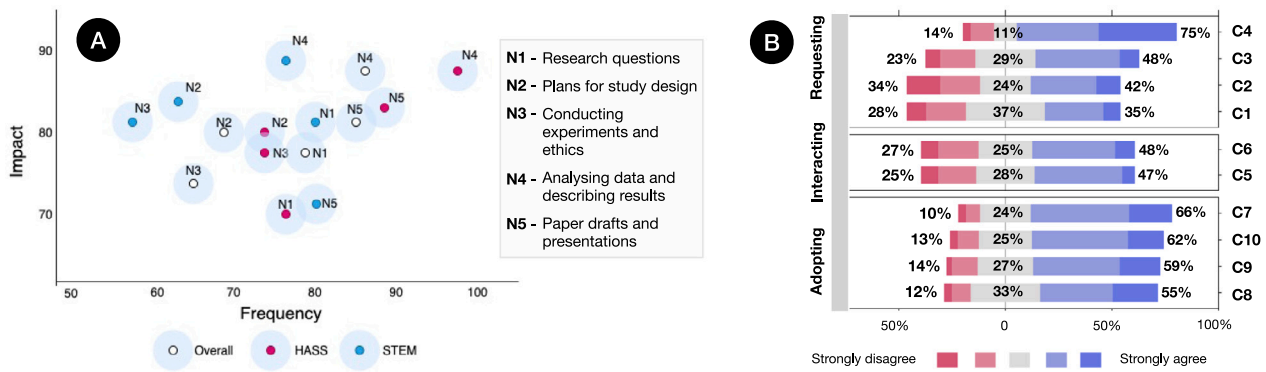 A
Impact
90
80
70
N4
N4
N4
N2
N3
N1
N5
N5
N2
N2
N3
N1
N3
N1
N5
50
60
70
80
90
100
Frequency
Overall
HASS
STEM
N1 - Research questions
N2 - Plans for study design
N3 - Conducting
experiments and
ethics
N4 - Analysing data and
describing results
N5 - Paper drafts and
presentations
B
Requesting
14% 11% 75% C4
23% 29% 48% C3
34% 24% 42% C2
28% 37% 35% C1
Interacting
27% 25% 48% C6
25% 28% 47% C5
Adopting
10% 24% 66% C7
13% 25% 62% C10
14% 27% 59% C9
12% 33% 55% C8
50% 0 50% 100%
Strongly disagree
Strongly agree